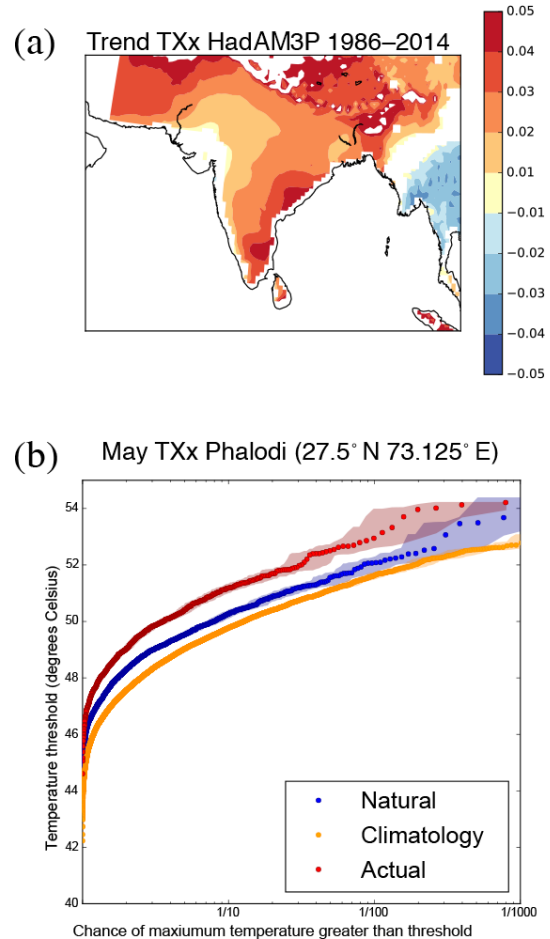 (a)
Trend TXx HadAM3P 1986–2014
0.05
0.04
0.03
0.02
0.01
−0.01
−0.02
−0.03
−0.04
−0.05
(b)
May TXx Phalodi (27.5° N 73.125° E)
Temperature threshold (degrees Celsius)
54
52
50
48
46
44
42
40
Natural
Climatology
Actual
1/10
1/100
1/1000
Chance of maxiumum temperature greater than threshold